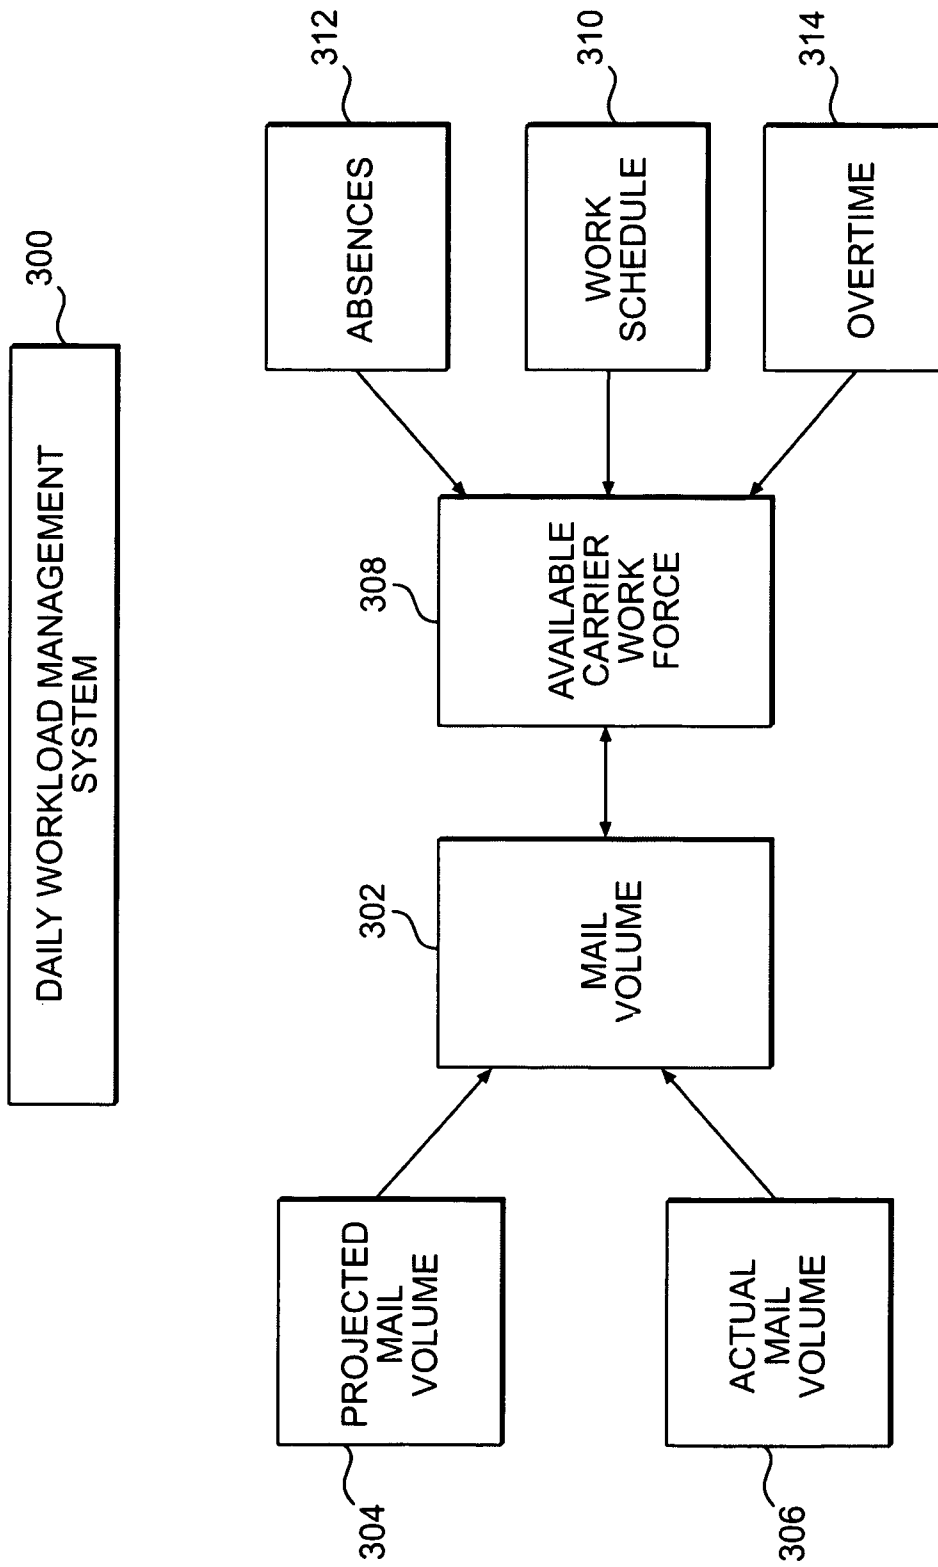 DAILY WORKLOAD MANAGEMENT
SYSTEM
300
PROJECTED
MAIL
VOLUME
304
ACTUAL
MAIL
VOLUME
306
MAIL
VOLUME
302
AVAILABLE
CARRIER
WORK
FORCE
308
ABSENCES
312
WORK
SCHEDULE
310
OVERTIME
314